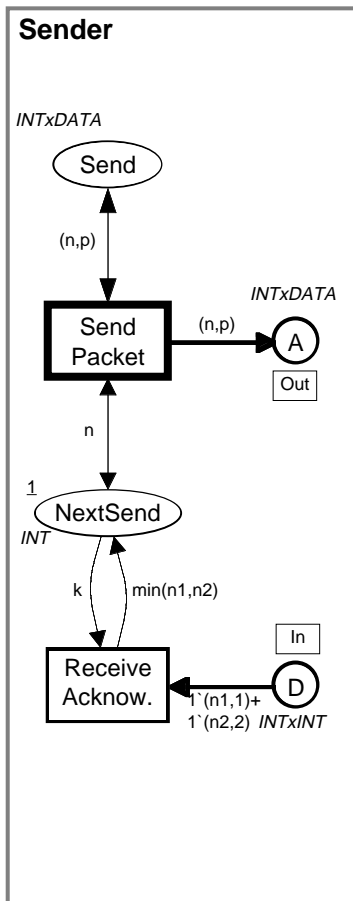 Sender
INTxDATA
Send
(n,p)
INTxDATA
Send
Packet
(n,p)
A
Out
n
1
NextSend
INT
k
min(n1,n2)
In
Receive
Acknow.
D
1`(n1,1)+
1`(n2,2)
INTxINT